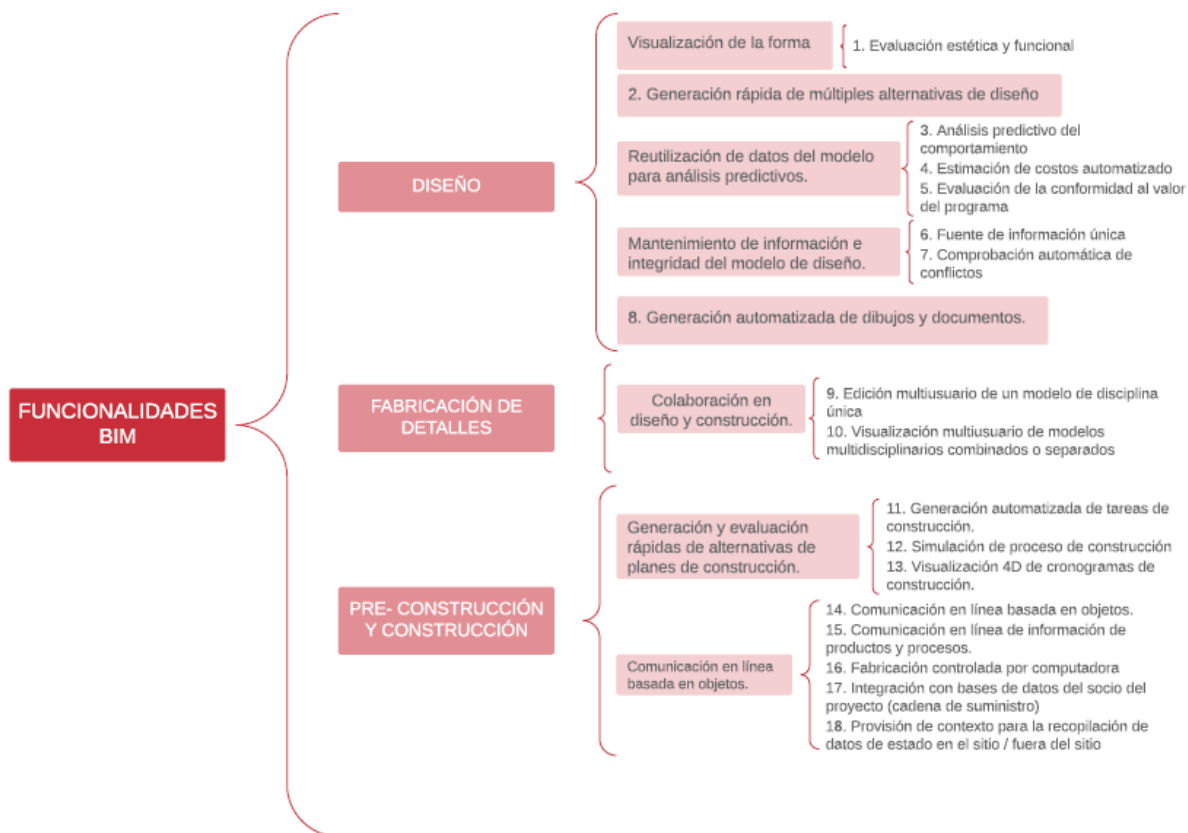 FUNCIONALIDADES
BIM
DISEÑO
Visualización de la forma
1. Evaluación estética y funcional
2. Generación rápida de múltiples alternativas de diseño
Reutilización de datos del modelo
para análisis predictivos.
3. Análisis predictivo del
comportamiento
4. Estimación de costos automatizado
5. Evaluación de la conformidad al valor
del programa
Mantenimiento de información e
integridad del modelo de diseño.
6. Fuente de información única
7. Comprobación automática de
conflictos
8. Generación automatizada de dibujos y documentos.
FABRICACIÓN DE
DETALLES
Colaboración en
diseño y construcción.
9. Edición multiusuario de un modelo de disciplina
única
10. Visualización multiusuario de modelos
multidisciplinarios combinados o separados
PRE- CONSTRUCCIÓN
Y CONSTRUCCIÓN
Generación y evaluación
rápidas de alternativas de
planes de construcción.
11. Generación automatizada de tareas de
construcción.
12. Simulación de proceso de construcción
13. Visualización 4D de cronogramas de
construcción.
Comunicación en línea
basada en objetos.
14. Comunicación en línea basada en objetos.
15. Comunicación en línea de información de
productos y procesos.
16. Fabricación controlada por computadora
17. Integración con bases de datos del socio del
proyecto (cadena de suministro)
18. Provisión de contexto para la recopilación de
datos de estado en el sitio / fuera del sitio